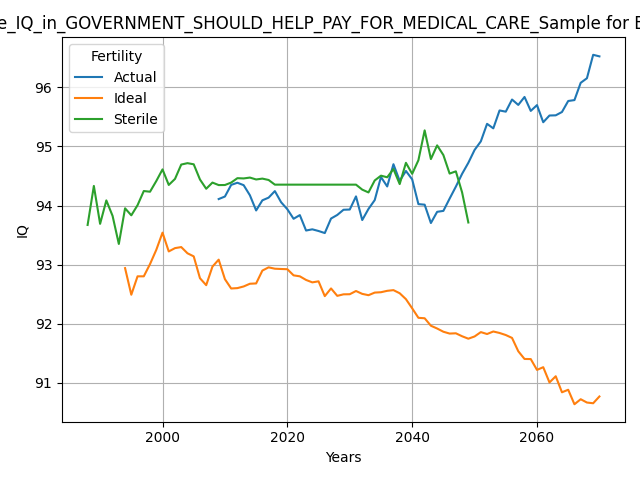 e_IQ_in_GOVERNMENT_SHOULD_HELP_PAY_FOR_MEDICAL_CARE_Sample for
Fertility
Actual
Ideal
Sterile
96
95
94
93
92
91
IQ
2000 2020 2040 2060
Years